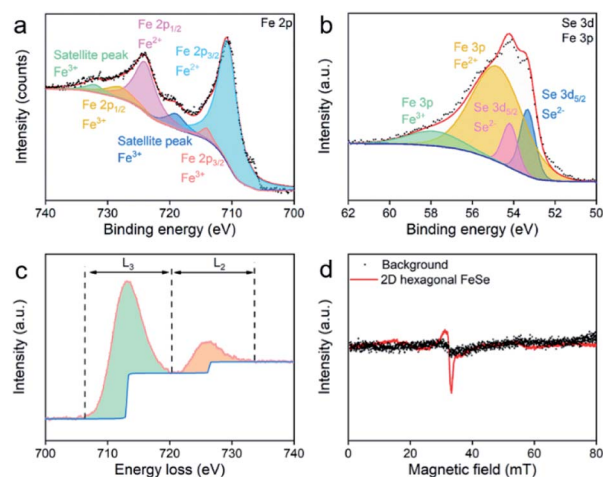 a
Fe 2p
Fe 2p1/2
Fe2+
Satellite peak
Fe3+
Fe 2p3/2
Fe2+
Fe 2p1/2
Fe3+
Satellite peak
Fe3+
Fe 2p3/2
Fe3+
Intensity (counts)
740 730 720 710 700
Binding energy (eV)
b
Se 3d
Fe 3p
Fe 3p
Fe2+
Fe 3p
Fe3+
Se 3d5/2
Se2-
Se 3d5/2
Se2-
Intensity (a.u.)
62 60 58 56 54 52 50
Binding energy (eV)
c
L3
L2
Intensity (a.u.)
700 710 720 730 740
Energy loss (eV)
d
Background
2D hexagonal FeSe
Intensity (a.u.)
0 20 40 60 80
Magnetic field (mT)